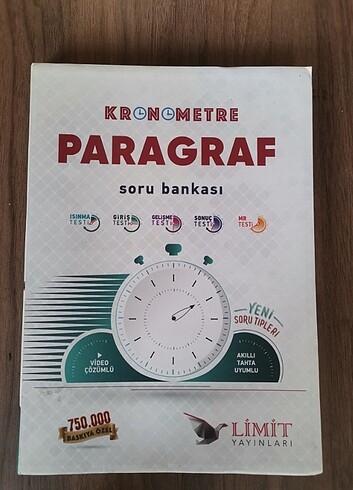 KRONOMETRE
PARAGRAF
soru bankası
ISINMA TESTİ
GİRİŞ TESTİ
GELİŞME TESTİ
SONUÇ TESTİ
MR TESTİ
YENİ SORU TİPLERİ
VİDEO ÇÖZÜMLÜ
AKILLI TAHTA UYUMLU
750.000
BASKIYA ÖZEL
LİMİT
YAYINLARI